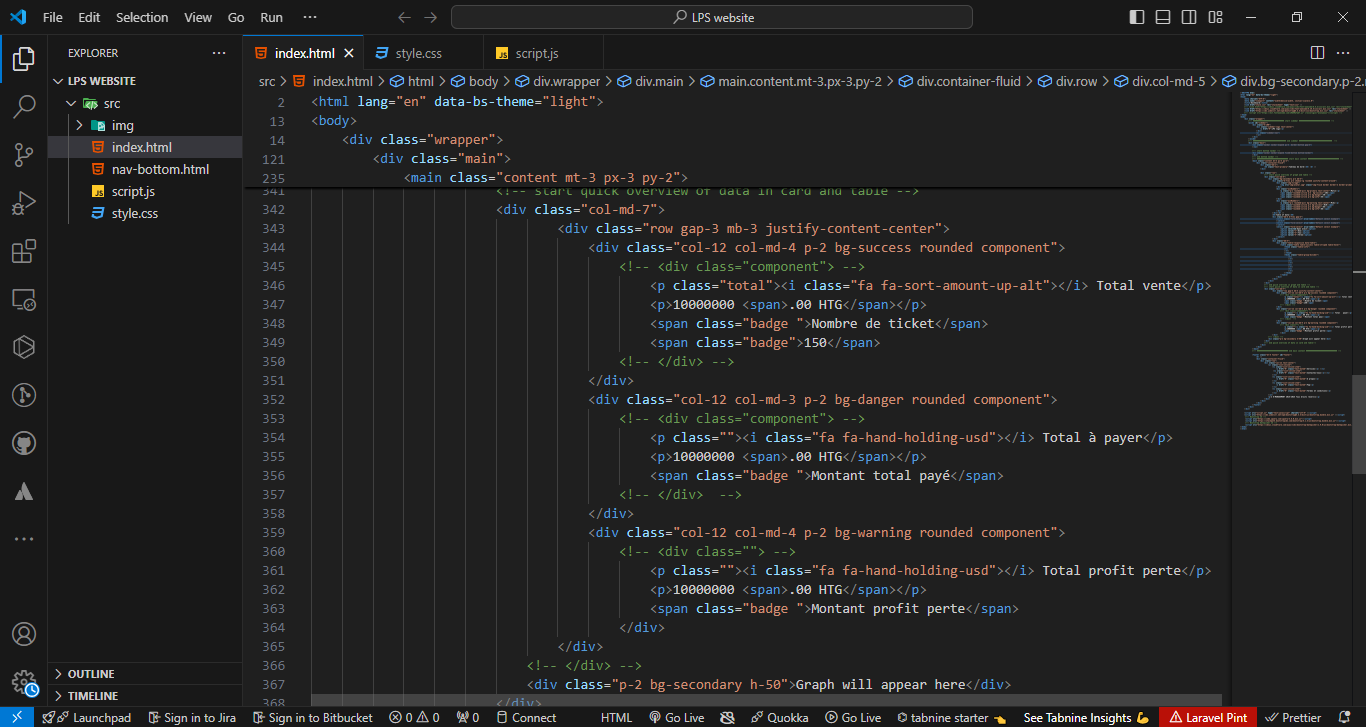 File Edit Selection View Go Run ···
LPS website
EXPLORER ···
LPS WEBSITE
src
img
index.html
nav-bottom.html
script.js
style.css
OUTLINE
TIMELINE
index.html
style.css
JS script.js
src > index.html > html > body > div.wrapper > div.main > main.content.mt-3.px-3.py-2 > div.container-fluid > div.row > div.col-md-5 > div.bg-secondary.p-2.
2 <html lang="en" data-bs-theme="light">
13 <body>
14 <div class="wrapper">
121 <div class="main">
235 <main class="content mt-3 px-3 py-2">
341 <!-- start quick overview of data in card and table -->
342 <div class="col-md-7">
343 <div class="row gap-3 mb-3 justify-content-center">
344 <div class="col-12 col-md-4 p-2 bg-success rounded component">
345 <!-- <div class="component"> -->
346 <p class="total"><i class="fa fa-sort-amount-up-alt"></i> Total vente</p>
347 <p>10000000 <span>.00 HTG</span></p>
348 <span class="badge ">Nombre de ticket</span>
349 <span class="badge">150</span>
350 <!-- </div> -->
351 </div>
352 <div class="col-12 col-md-3 p-2 bg-danger rounded component">
353 <!-- <div class="component"> -->
354 <p class=""><i class="fa fa-hand-holding-usd"></i> Total à payer</p>
355 <p>10000000 <span>.00 HTG</span></p>
356 <span class="badge ">Montant total payé</span>
357 <!-- </div>  -->
358 </div>
359 <div class="col-12 col-md-4 p-2 bg-warning rounded component">
360 <!-- <div class=""> -->
361 <p class=""><i class="fa fa-hand-holding-usd"></i> Total profit perte</p>
362 <p>10000000 <span>.00 HTG</span></p>
363 <span class="badge ">Montant profit perte</span>
364 </div>
365 </div>
366 <!-- </div> -->
367 <div class="p-2 bg-secondary h-50">Graph will appear here</div>
368 </div>
Launchpad Sign in to Jira Sign in to Bitbucket 0 0 0 Connect HTML Go Live Quokka Go Live tabnine starter See Tabnine Insights Laravel Pint Prettier